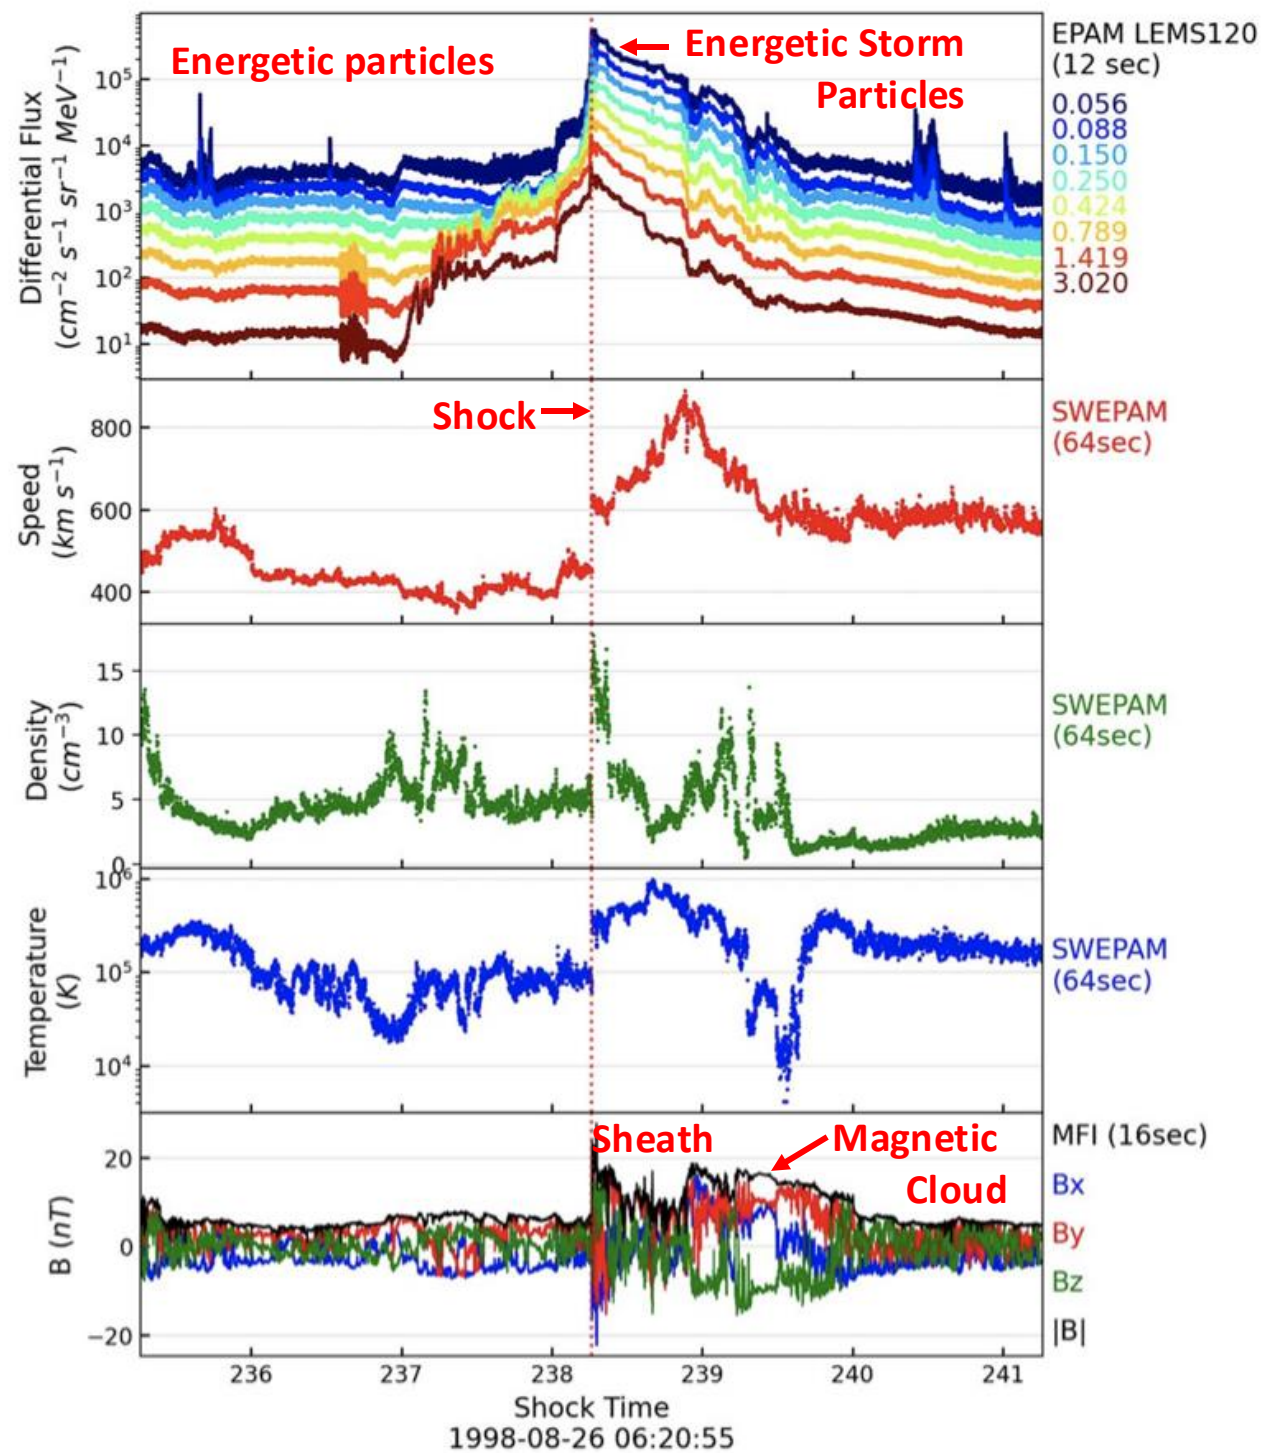 Energetic particles
Energetic Storm
Particles
EPAM LEMS120
(12 sec)
0.056
0.088
0.150
0.250
0.424
0.789
1.419
3.020
Differential Flux
(cm⁻² s⁻¹ sr⁻¹ MeV⁻¹)
10⁵
10⁴
10³
10²
10¹
Shock
SWEPAM
(64sec)
Speed
(km s⁻¹)
800
600
400
SWEPAM
(64sec)
Density
(cm⁻³)
15
10
5
0
SWEPAM
(64sec)
Temperature
(K)
10⁶
10⁵
10⁴
Sheath
Magnetic
Cloud
MFI (16sec)
Bx
By
Bz
|B|
B (nT)
20
0
−20
236 237 238 239 240 241
Shock Time
1998-08-26 06:20:55